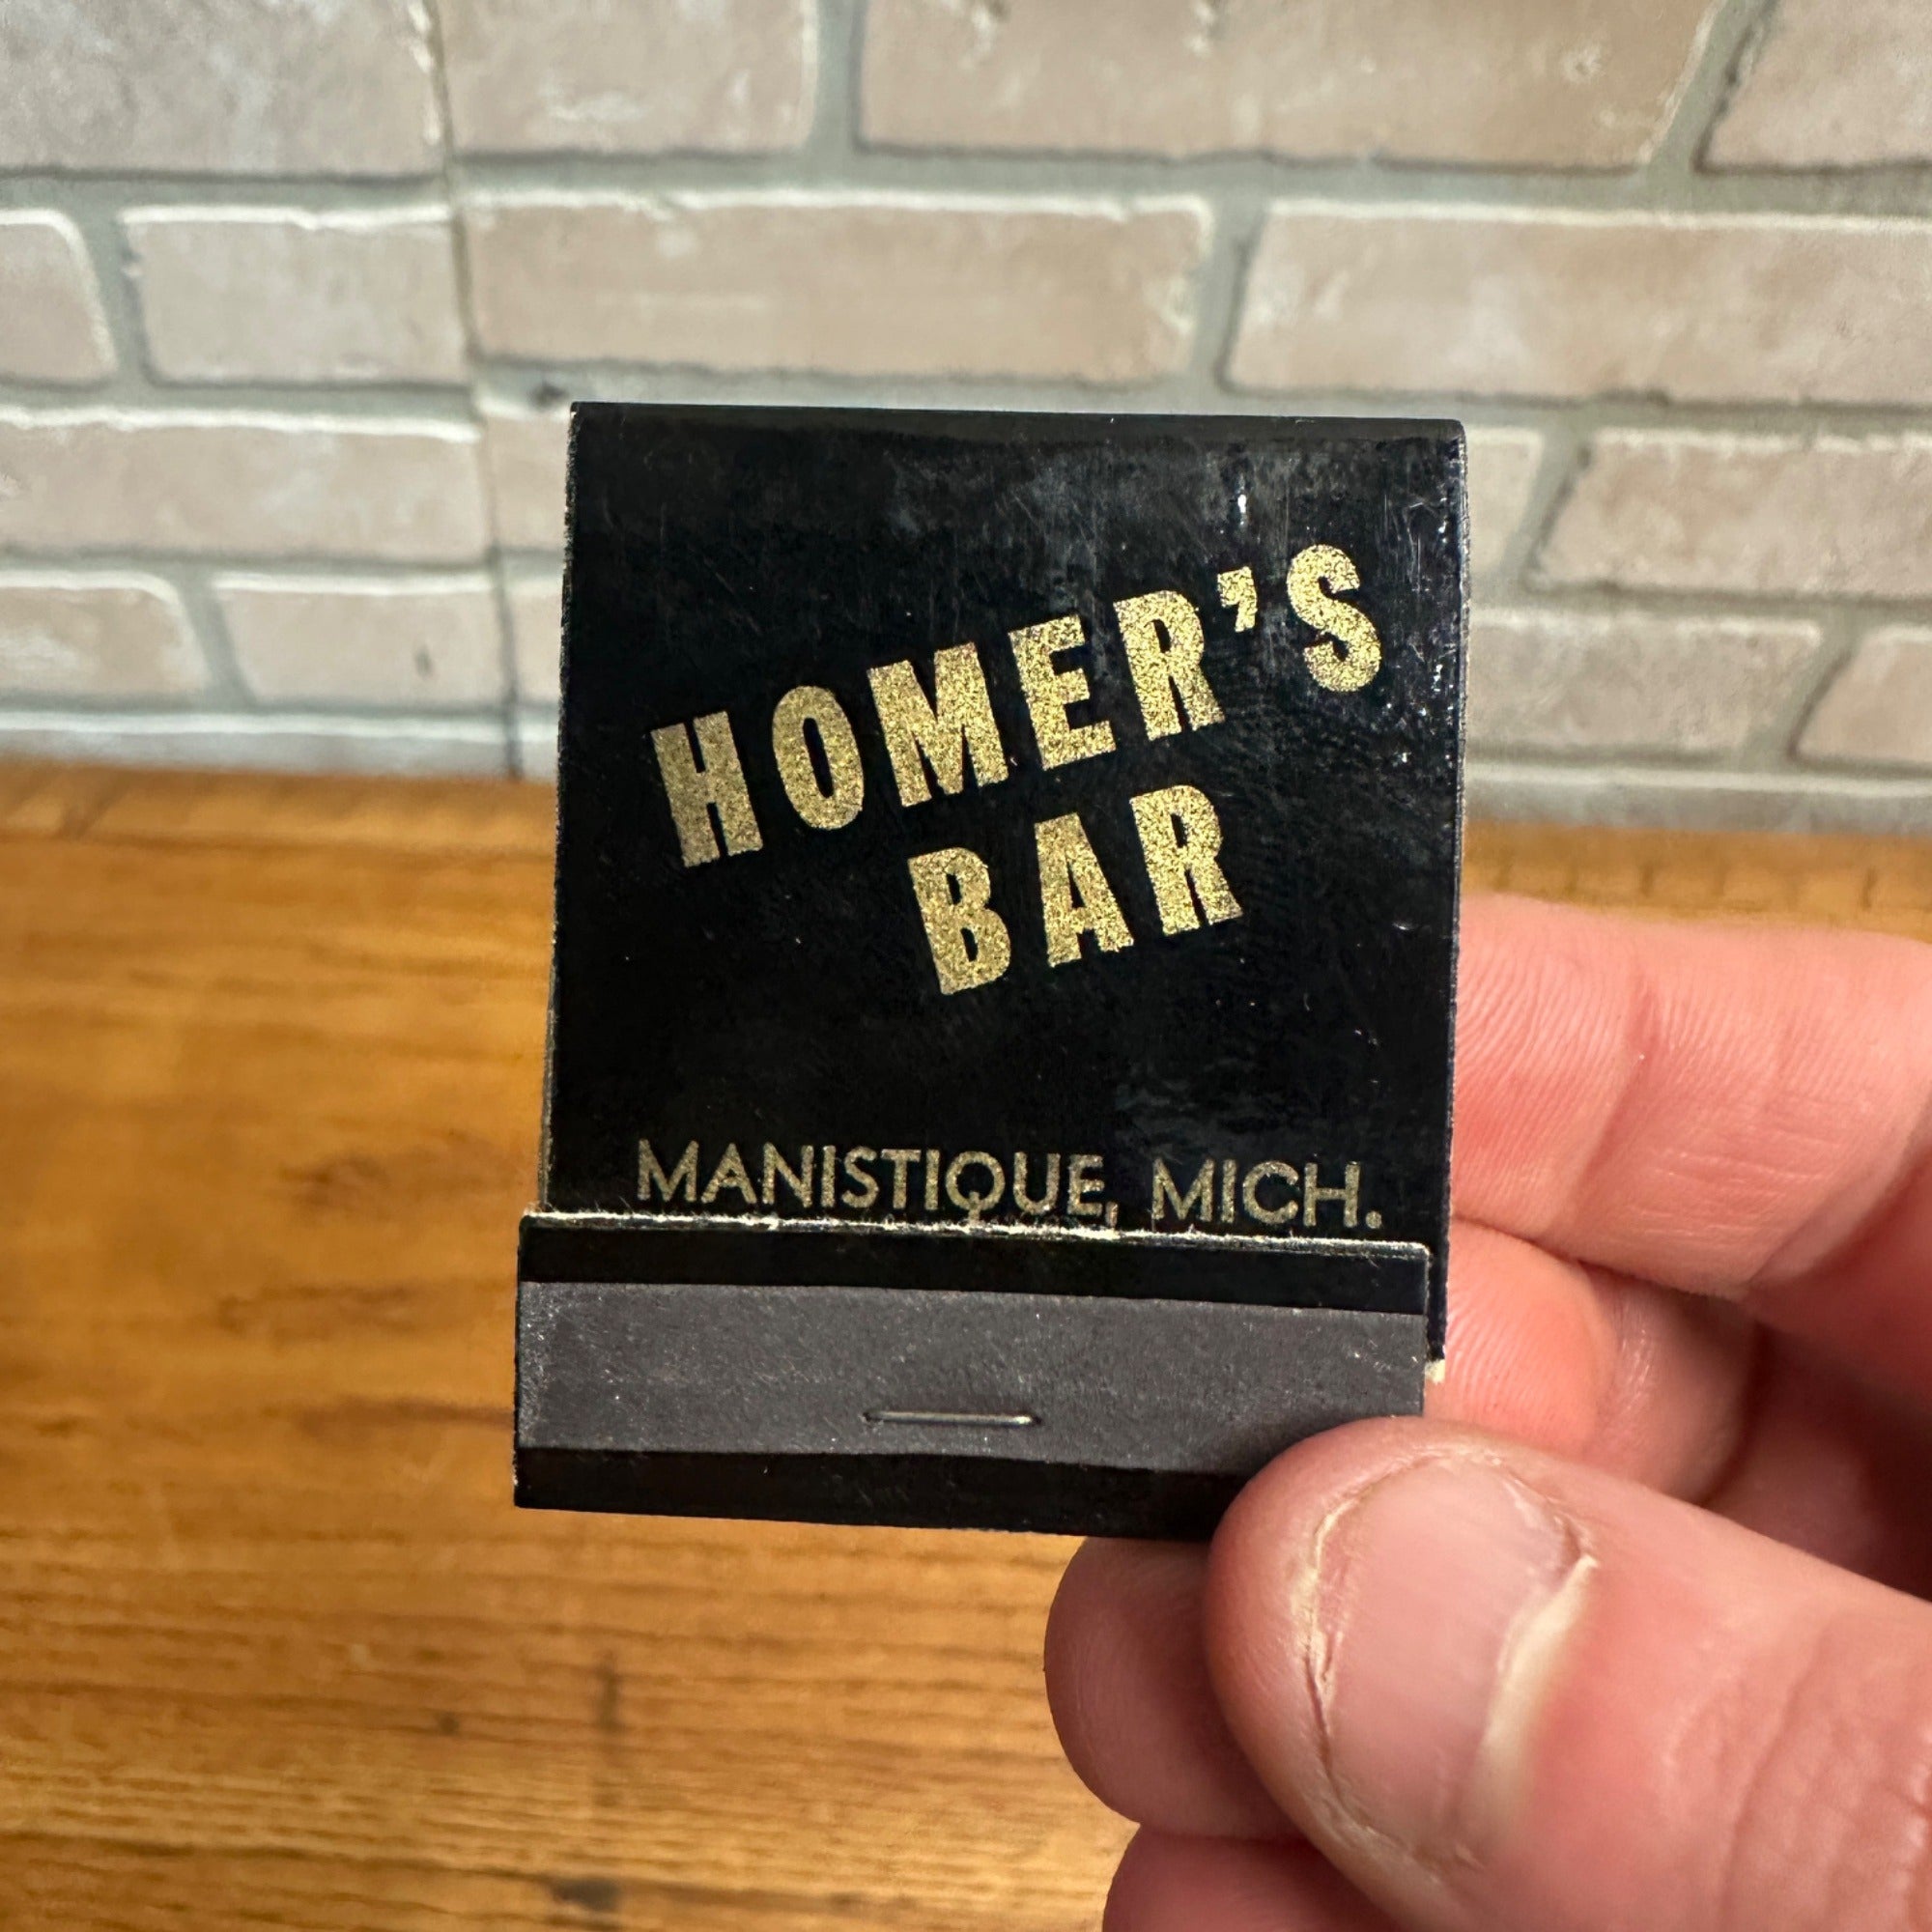 HOMER'S
BAR
MANISTIQUE, MICH.